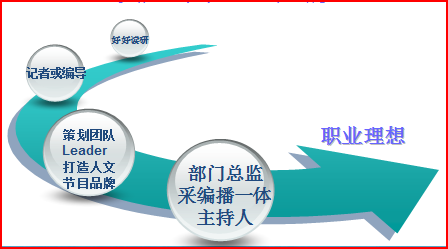 好好读研
记者或编导
策划团队
Leader
打造人文
节目品牌
部门总监
采编播一体
主持人
职业理想